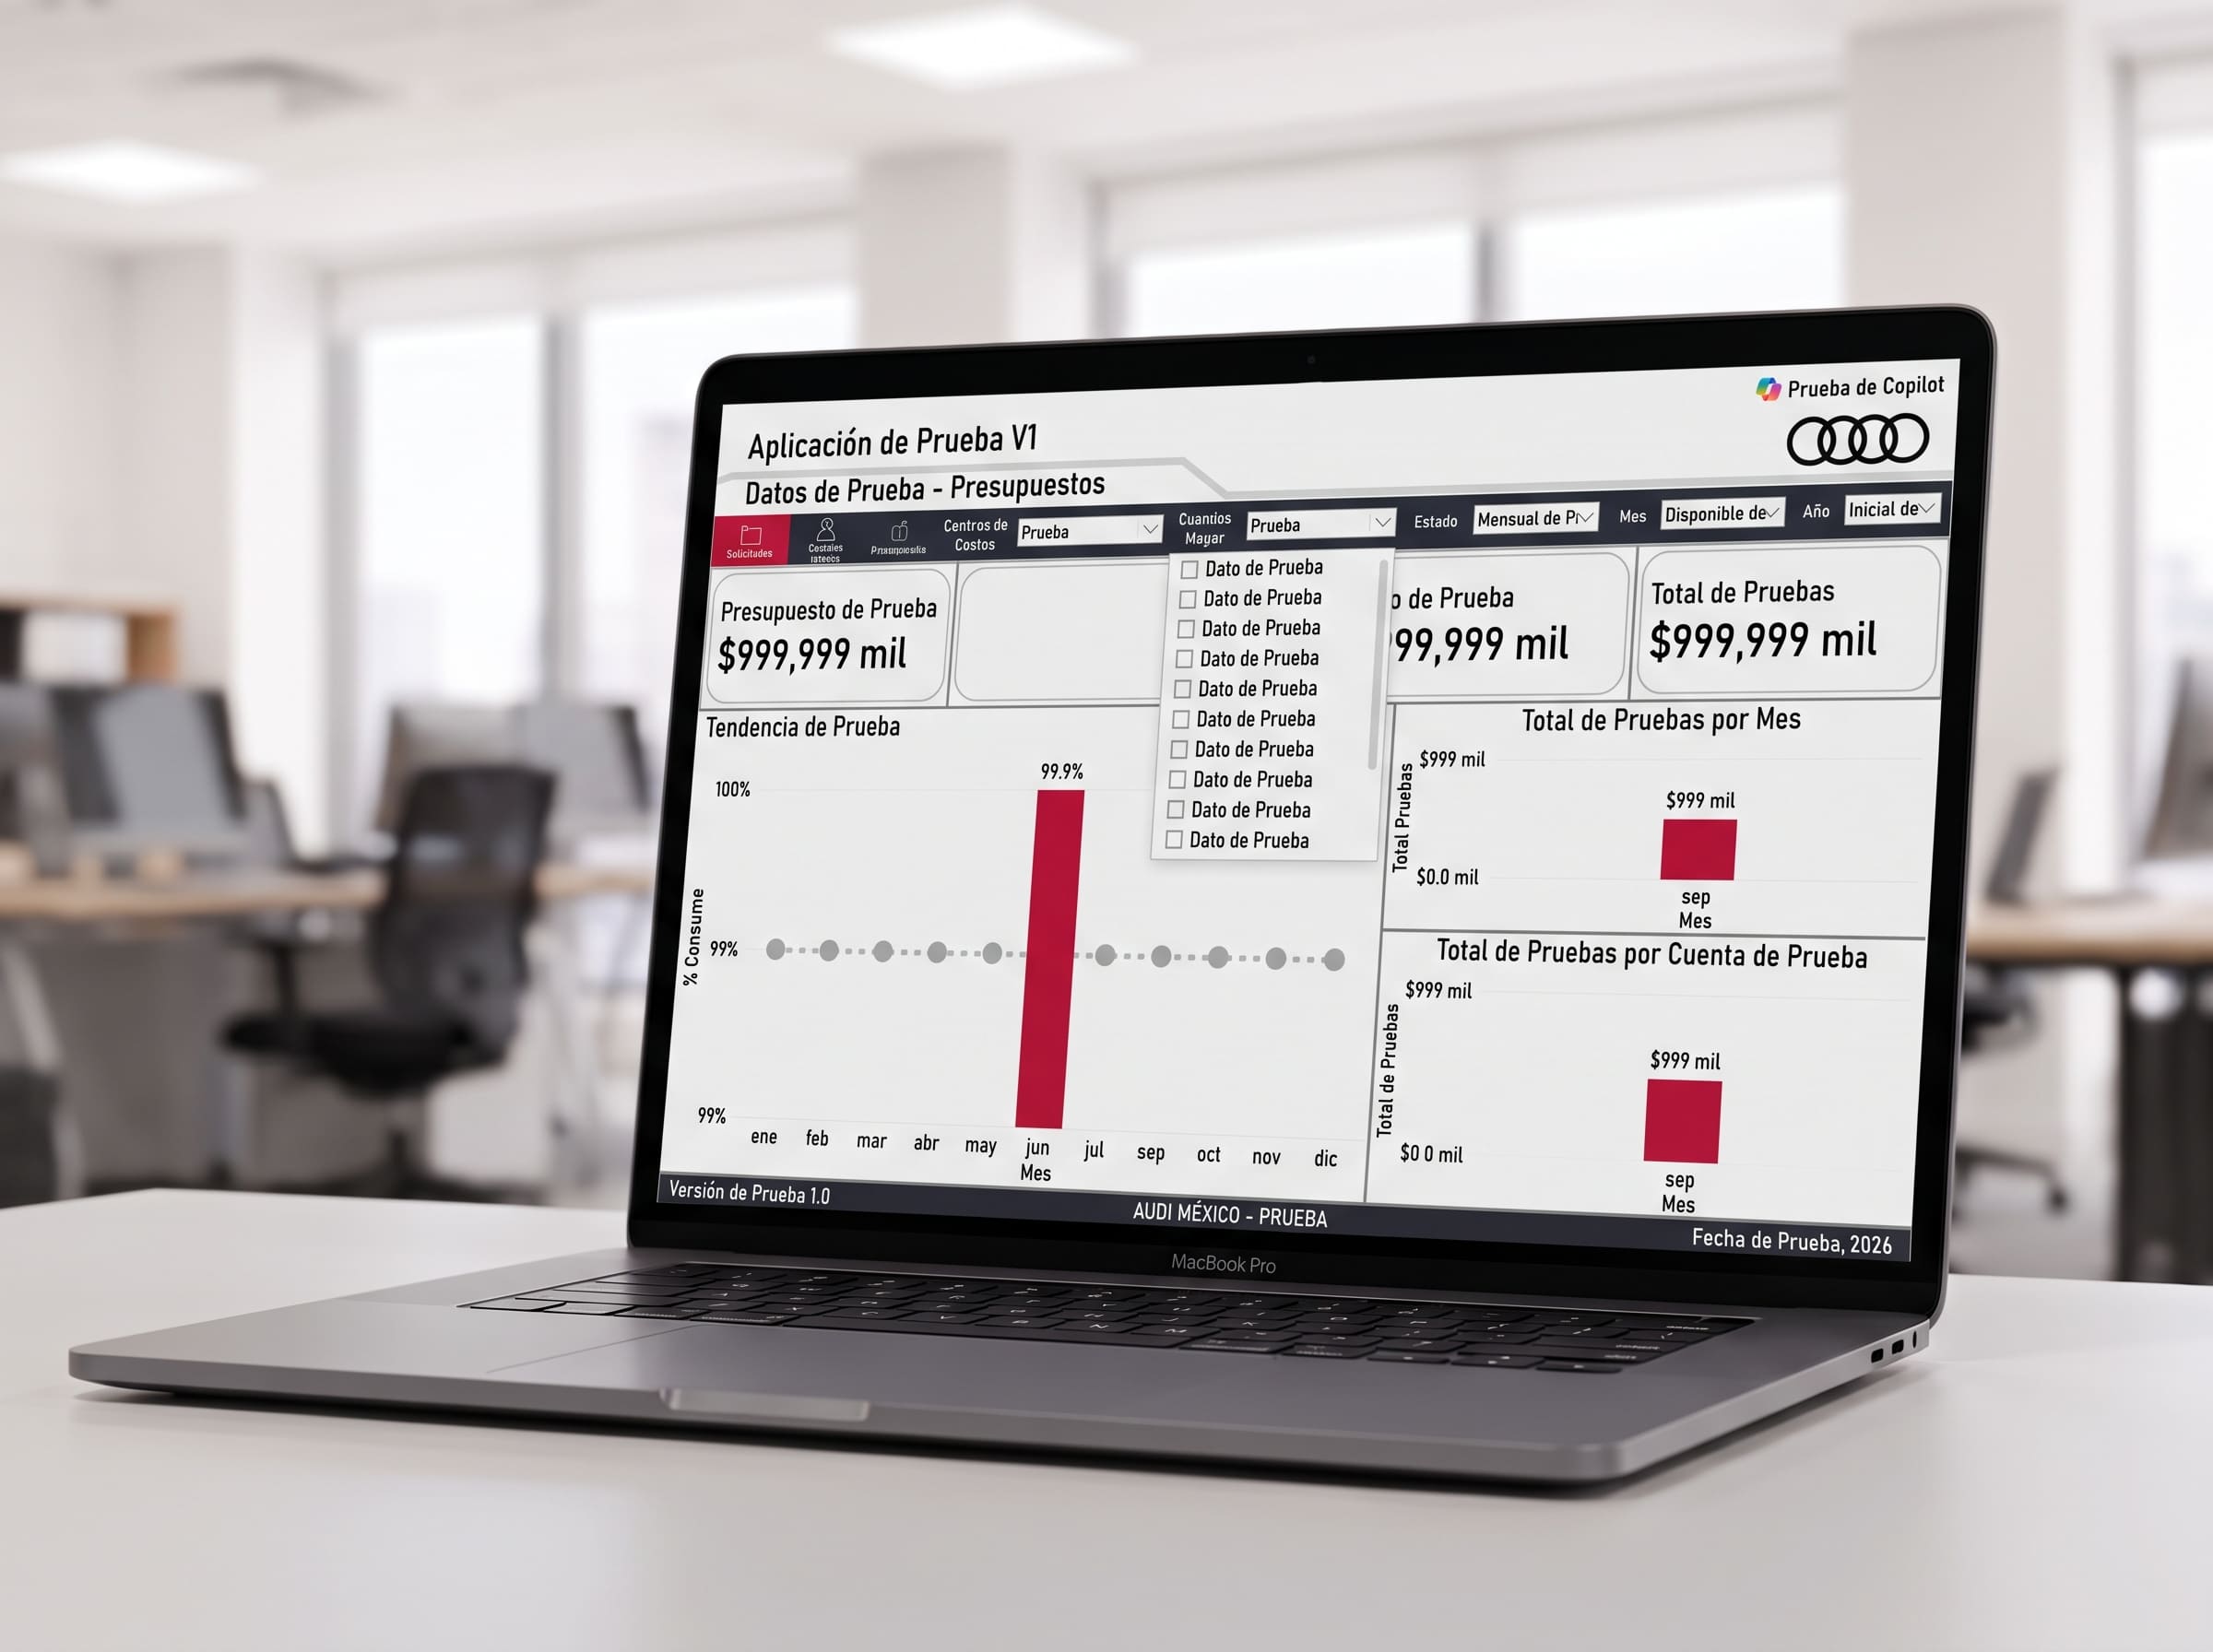 Prueba de Copilot
Aplicación de Prueba V1
Datos de Prueba - Presupuestos
Solicitudes
Centros de
Costos
Prueba
Cuantios
Mayar
Prueba
Estado
Mensual de Pr
Mes
Disponible de
Año
Inicial de
Presupuesto de Prueba
$999,999 mil
o de Prueba
99,999 mil
Total de Pruebas
$999,999 mil
Dato de Prueba
Dato de Prueba
Dato de Prueba
Dato de Prueba
Dato de Prueba
Dato de Prueba
Dato de Prueba
Dato de Prueba
Dato de Prueba
Dato de Prueba
Tendencia de Prueba
99.9%
100%
99%
99%
% Consume
ene feb mar abr may jun jul sep oct nov dic
Mes
Total de Pruebas por Mes
$999 mil
$999 mil
$0.0 mil
Total Pruebas
sep
Mes
Total de Pruebas por Cuenta de Prueba
$999 mil
$999 mil
$0 0 mil
Total de Pruebas
sep
Mes
Versión de Prueba 1.0
AUDI MÉXICO - PRUEBA
Fecha de Prueba, 2026
MacBook Pro